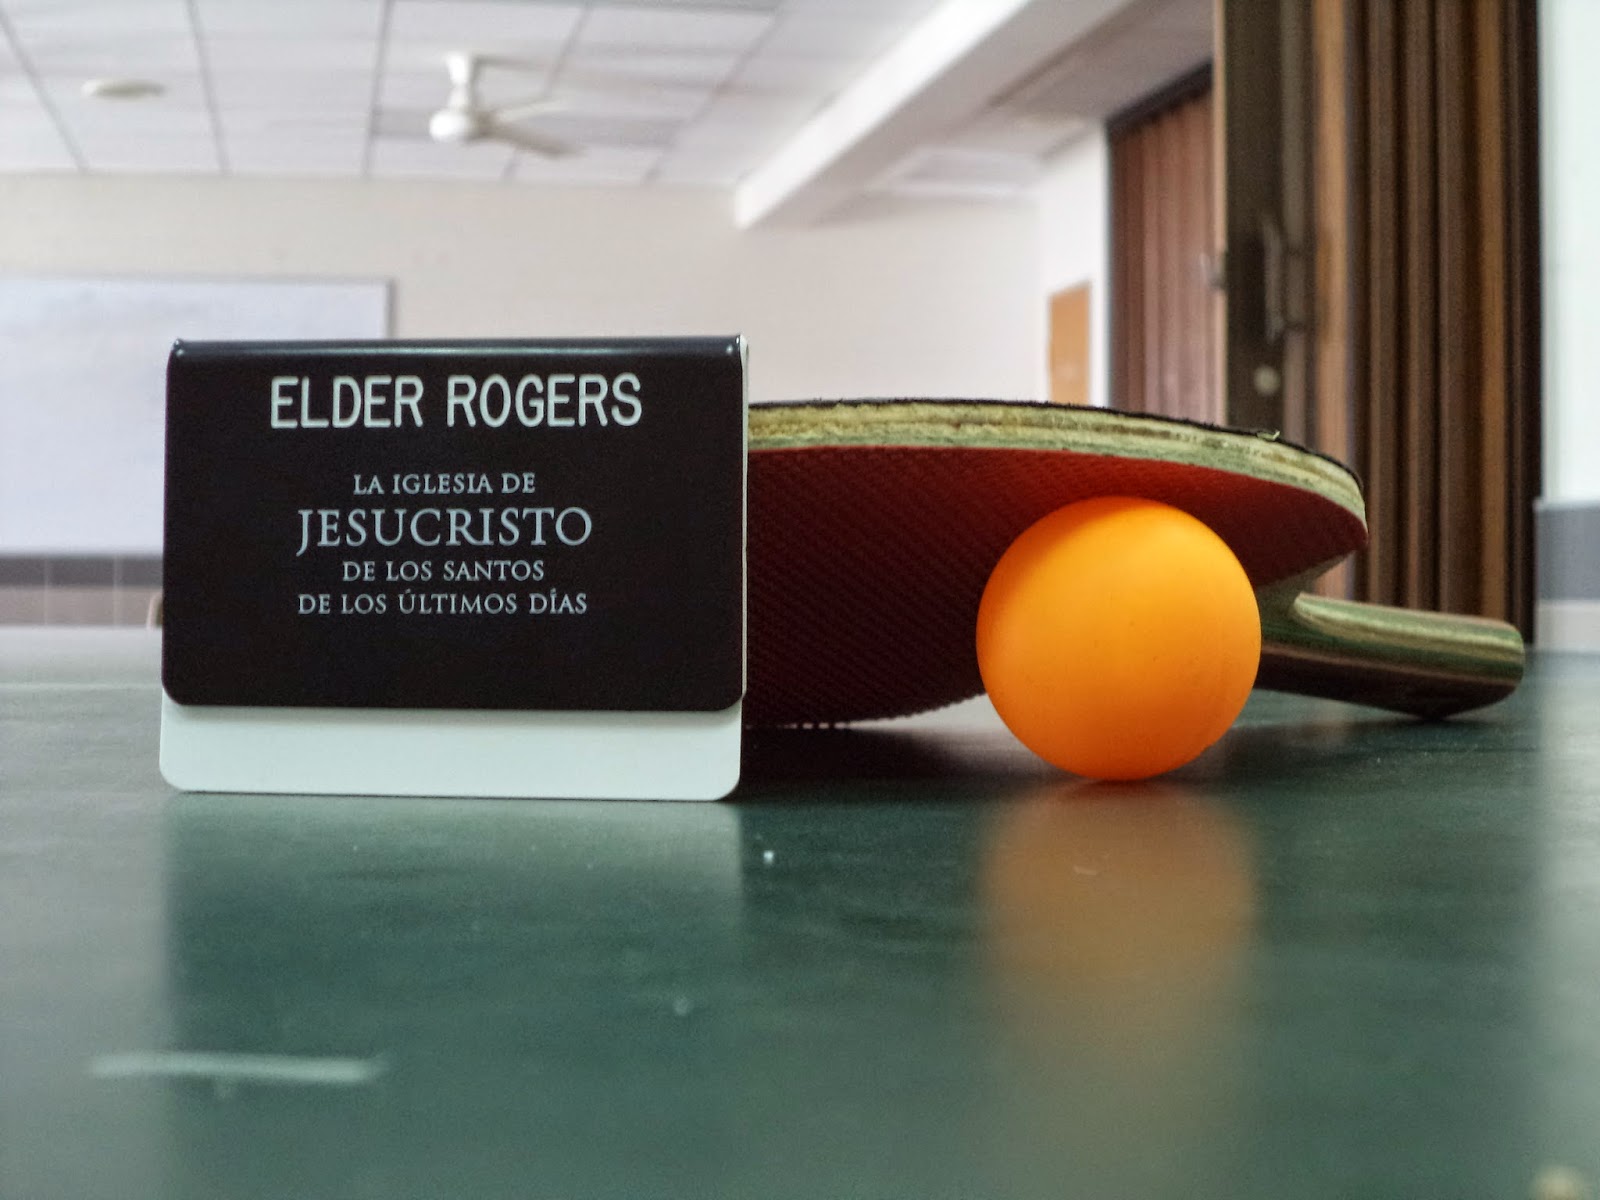 ELDER ROGERS
LA IGLESIA DE
JESUCRISTO
DE LOS SANTOS
DE LOS ÚLTIMOS DÍAS